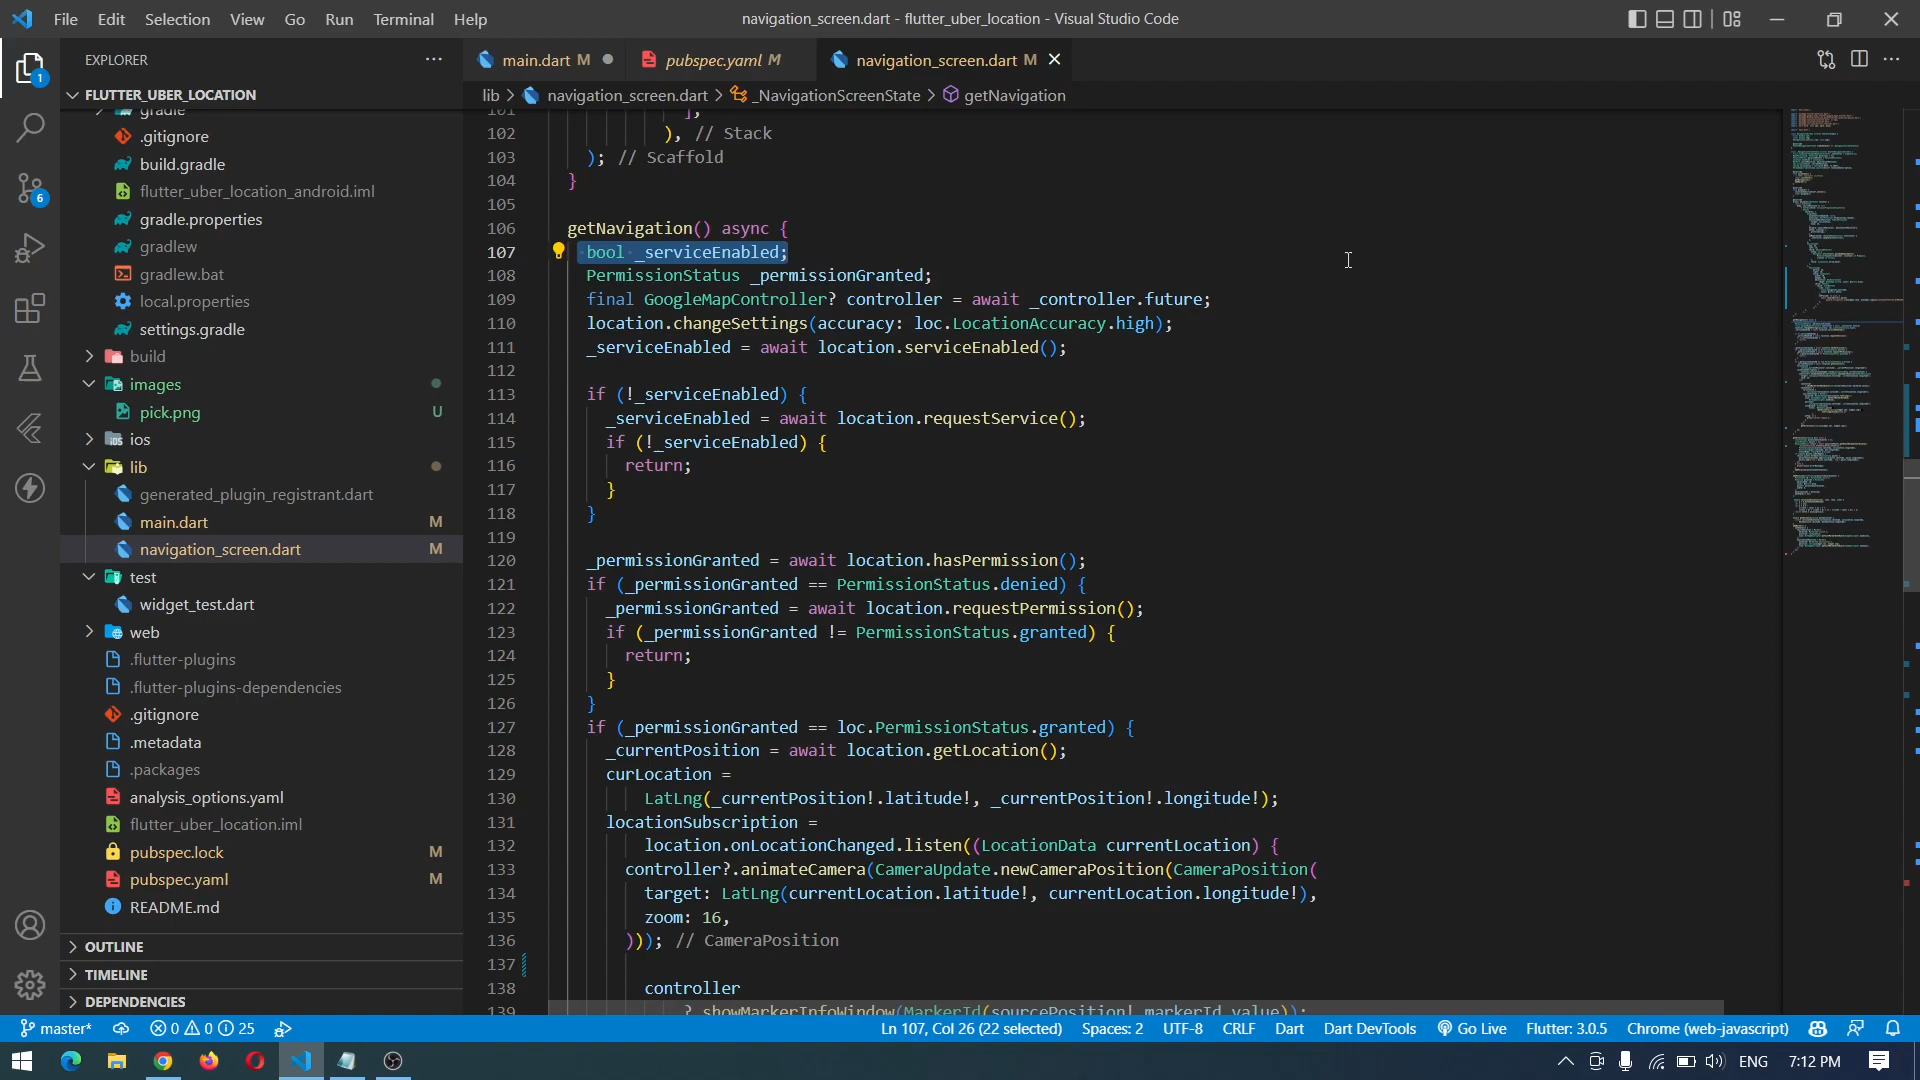 File Edit Selection View Go Run Terminal Help
navigation_screen.dart - flutter_uber_location - Visual Studio Code
EXPLORER
main.dart M
pubspec.yaml M
navigation_screen.dart M
FLUTTER_UBER_LOCATION
lib > navigation_screen.dart > _NavigationScreenState > getNavigation
gradle
.gitignore
build.gradle
flutter_uber_location_android.iml
gradle.properties
gradlew
gradlew.bat
local.properties
settings.gradle
build
images
pick.png U
ios
lib
generated_plugin_registrant.dart
main.dart M
navigation_screen.dart M
test
widget_test.dart
web
.flutter-plugins
.flutter-plugins-dependencies
.gitignore
.metadata
.packages
analysis_options.yaml
flutter_uber_location.iml
pubspec.lock M
pubspec.yaml M
README.md
OUTLINE
TIMELINE
DEPENDENCIES
1
6
101 ],
102 ), // Stack
103 ); // Scaffold
104 }
105
106 getNavigation() async {
107 bool _serviceEnabled;
108 PermissionStatus _permissionGranted;
109 final GoogleMapController? controller = await _controller.future;
110 location.changeSettings(accuracy: loc.LocationAccuracy.high);
111 _serviceEnabled = await location.serviceEnabled();
112
113 if (!_serviceEnabled) {
114 _serviceEnabled = await location.requestService();
115 if (!_serviceEnabled) {
116 return;
117 }
118 }
119
120 _permissionGranted = await location.hasPermission();
121 if (_permissionGranted == PermissionStatus.denied) {
122 _permissionGranted = await location.requestPermission();
123 if (_permissionGranted != PermissionStatus.granted) {
124 return;
125 }
126 }
127 if (_permissionGranted == loc.PermissionStatus.granted) {
128 _currentPosition = await location.getLocation();
129 curLocation =
130 LatLng(_currentPosition!.latitude!, _currentPosition!.longitude!);
131 locationSubscription =
132 location.onLocationChanged.listen((LocationData currentLocation) {
133 controller?.animateCamera(CameraUpdate.newCameraPosition(CameraPosition(
134 target: LatLng(currentLocation.latitude!, currentLocation.longitude!),
135 zoom: 16,
136 ))); // CameraPosition
137
138 controller
139 ?.showMarkerInfoWindow(MarkerId(sourcePosition!.markerId.value));
master* 0 0 25 Ln 107, Col 26 (22 selected) Spaces: 2 UTF-8 CRLF Dart Dart DevTools Go Live Flutter: 3.0.5 Chrome (web-javascript)
ENG 7:12 PM